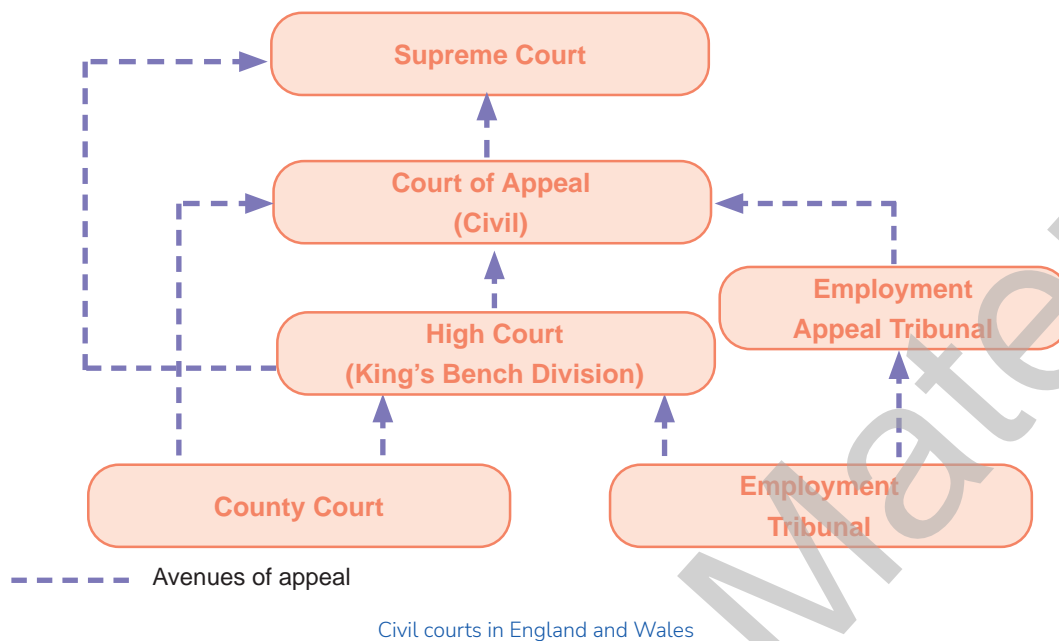 Supreme Court
Court of Appeal
(Civil)
Employment
Appeal Tribunal
High Court
(King's Bench Division)
County Court
Employment
Tribunal
Avenues of appeal
Civil courts in England and Wales